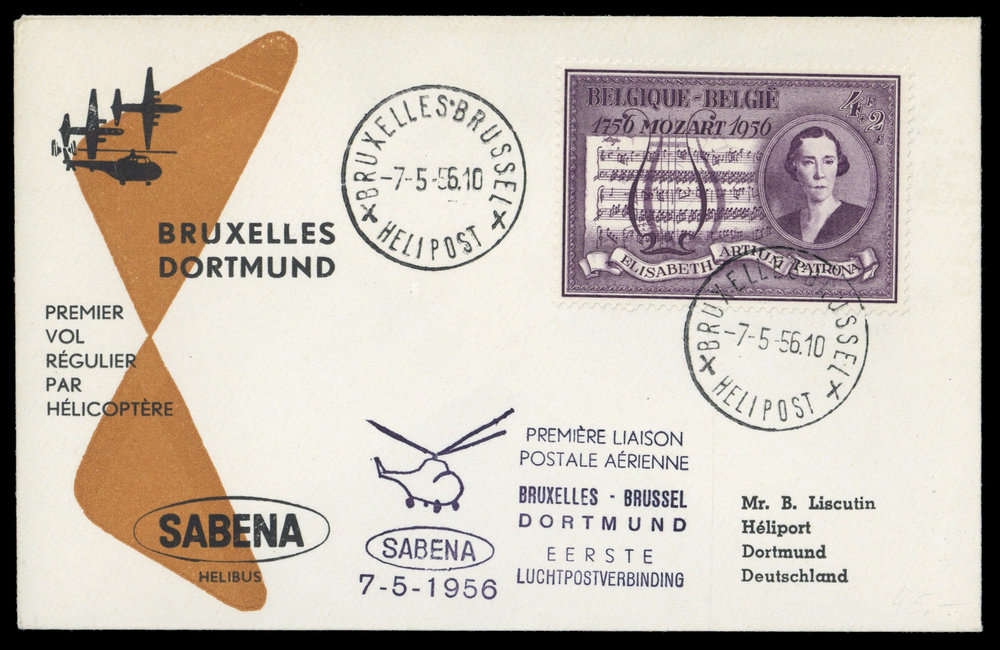 BRUXELLES
DORTMUND
PREMIER
VOL
RÉGULIER
PAR
HÉLICOPTÈRE
SABENA
HELIBUS
BRUXELLES·BRUSSEL
-7-5-56.10
HELIPOST
BELGIQUE-BELGIË
1756 MOZART 1956
4F+2F
ELISABETH ARTIUM PATRONA
BRUXELLES·BRUSSEL
-7-5-56.10
HELIPOST
SABENA
7-5-1956
PREMIÈRE LIAISON
POSTALE AÉRIENNE
BRUXELLES - BRUSSEL
DORTMUND
EERSTE
LUCHTPOSTVERBINDING
Mr. B. Liscutin
Héliport
Dortmund
Deutschland